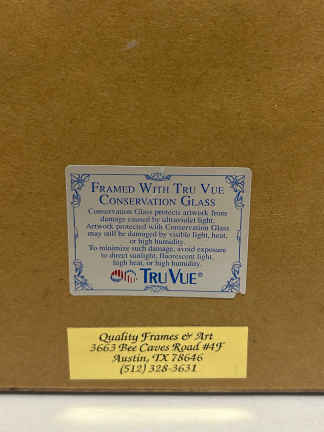 FRAMED WITH TRU VUE
CONSERVATION GLASS
Conservation Glass protects artwork from
damage caused by ultraviolet light.
Artwork protected with Conservation Glass
may still be damaged by visible light, heat,
or high humidity.
To minimize such damage, avoid exposure
to direct sunlight, fluorescent light,
high heat, or high humidity.
TRU VUE®
Quality Frames & Art
3663 Bee Caves Road #4F
Austin, TX 78646
(512) 328-3631